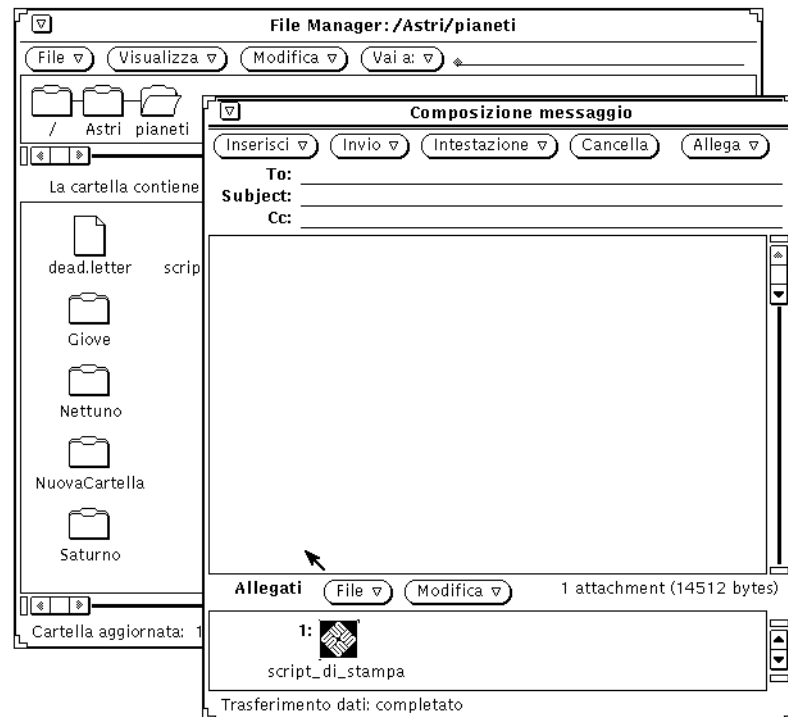 File Manager: /Astri/pianeti
File Visualizza Modifica Vai a:
/ Astri pianeti
La cartella contiene
dead.letter scrip
Giove
Nettuno
NuovaCartella
Saturno
Cartella aggiornata: 1
Composizione messaggio
Inserisci Invio Intestazione Cancella Allega
To:
Subject:
Cc:
Allegati File Modifica 1 attachment (14512 bytes)
1:
script_di_stampa
Trasferimento dati: completato